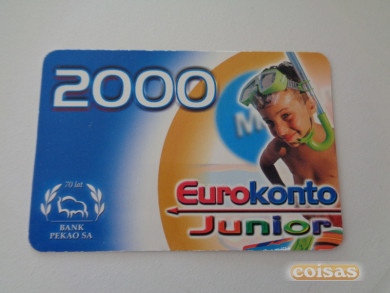 2000
M
Eurokonto
Junior
70 lat
BANK
PEKAO SA
coisas